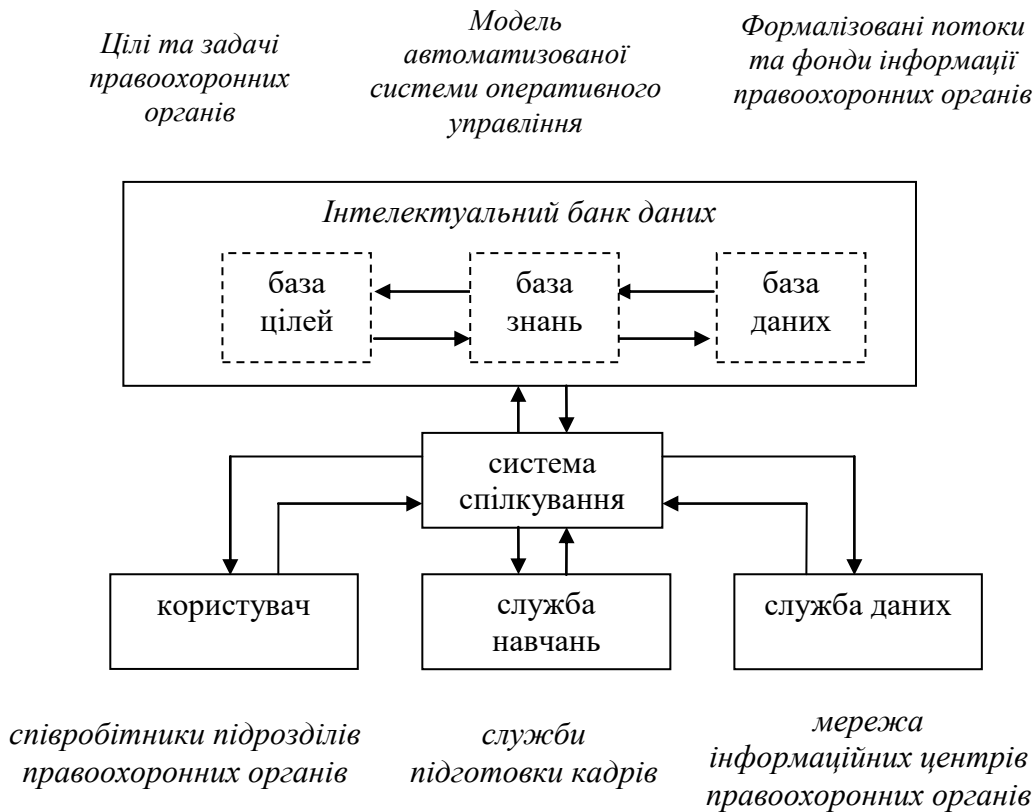 Цілі та задачі
правоохоронних
органів
Модель
автоматизованої
системи оперативного
управління
Формалізовані потоки
та фонди інформації
правоохоронних органів
Інтелектуальний банк даних
база
цілей
база
знань
база
даних
система
спілкування
користувач
служба
навчань
служба даних
співробітники підрозділів
правоохоронних органів
служби
підготовки кадрів
мережа
інформаційних центрів
правоохоронних органів